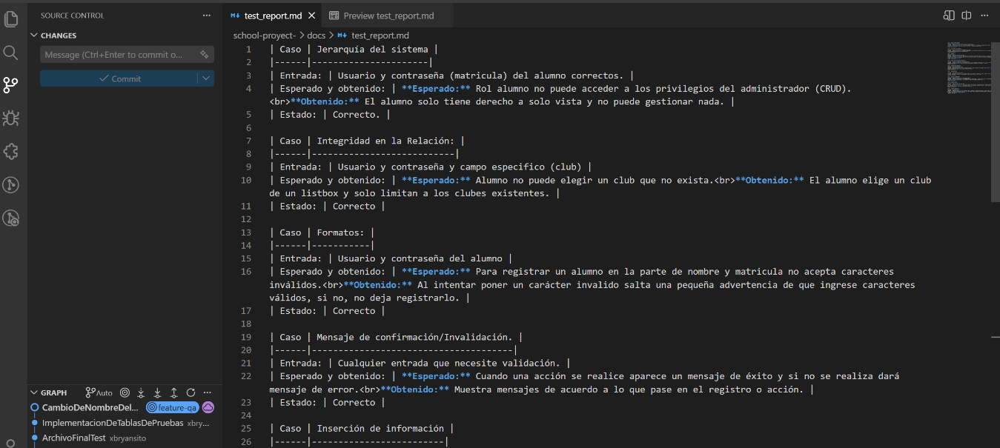 SOURCE CONTROL
CHANGES
Message (Ctrl+Enter to commit o...
Commit
GRAPH
Auto
CambioDeNombreDel...
feature-qa
ImplementacionDeTablasDePruebas xbry...
ArchivoFinalTest xbryansito
test_report.md
Preview test_report.md
school-proyect- > docs > test_report.md
1 | Caso | Jerarquía del sistema |
2 |------|----------------------|
3 | Entrada: | Usuario y contraseña (matricula) del alumno correctos. |
4 | Esperado y obtenido: | **Esperado:** Rol alumno no puede acceder a los privilegios del administrador (CRUD).
<br>**Obtenido:** El alumno solo tiene derecho a solo vista y no puede gestionar nada. |
5 | Estado: | Correcto. |
6
7 | Caso | Integridad en la Relación: |
8 |------|---------------------------|
9 | Entrada: | Usuario y contraseña y campo especifico (club) |
10 | Esperado y obtenido: | **Esperado:** Alumno no puede elegir un club que no exista.<br>**Obtenido:** El alumno elige un club
de un listbox y solo limitan a los clubes existentes. |
11 | Estado: | Correcto |
12
13 | Caso | Formatos: |
14 |------|-----------|
15 | Entrada: | Usuario y contraseña del alumno |
16 | Esperado y obtenido: | **Esperado:** Para registrar un alumno en la parte de nombre y matricula no acepta caracteres
inválidos.<br>**Obtenido:** Al intentar poner un carácter invalido salta una pequeña advertencia de que ingrese caracteres
válidos, si no, no deja registrarlo. |
17 | Estado: | Correcto |
18
19 | Caso | Mensaje de confirmación/Invalidación. |
20 |------|--------------------------------------|
21 | Entrada: | Cualquier entrada que necesite validación. |
22 | Esperado y obtenido: | **Esperado:** Cuando una acción se realice aparece un mensaje de éxito y si no se realiza dará
mensaje de error.<br>**Obtenido:** Muestra mensajes de acuerdo a lo que pase en el registro o acción. |
23 | Estado: | Correcto |
24
25 | Caso | Inserción de información |
26 |------|-------------------------|